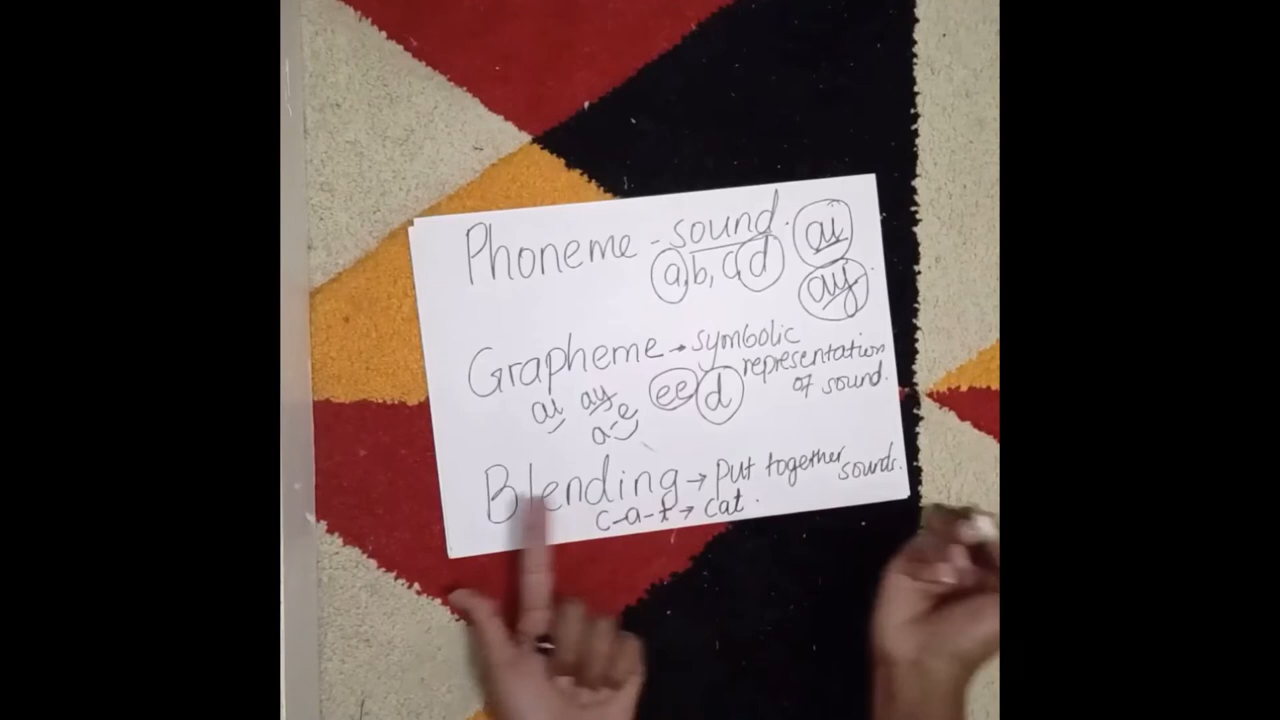 Phoneme - sound. ai
a, b, c, d ay
Grapheme → symbolic
representation
of sound.
ai ay ee d
a-e
Blending → put together
sounds.
c-a-t → cat.